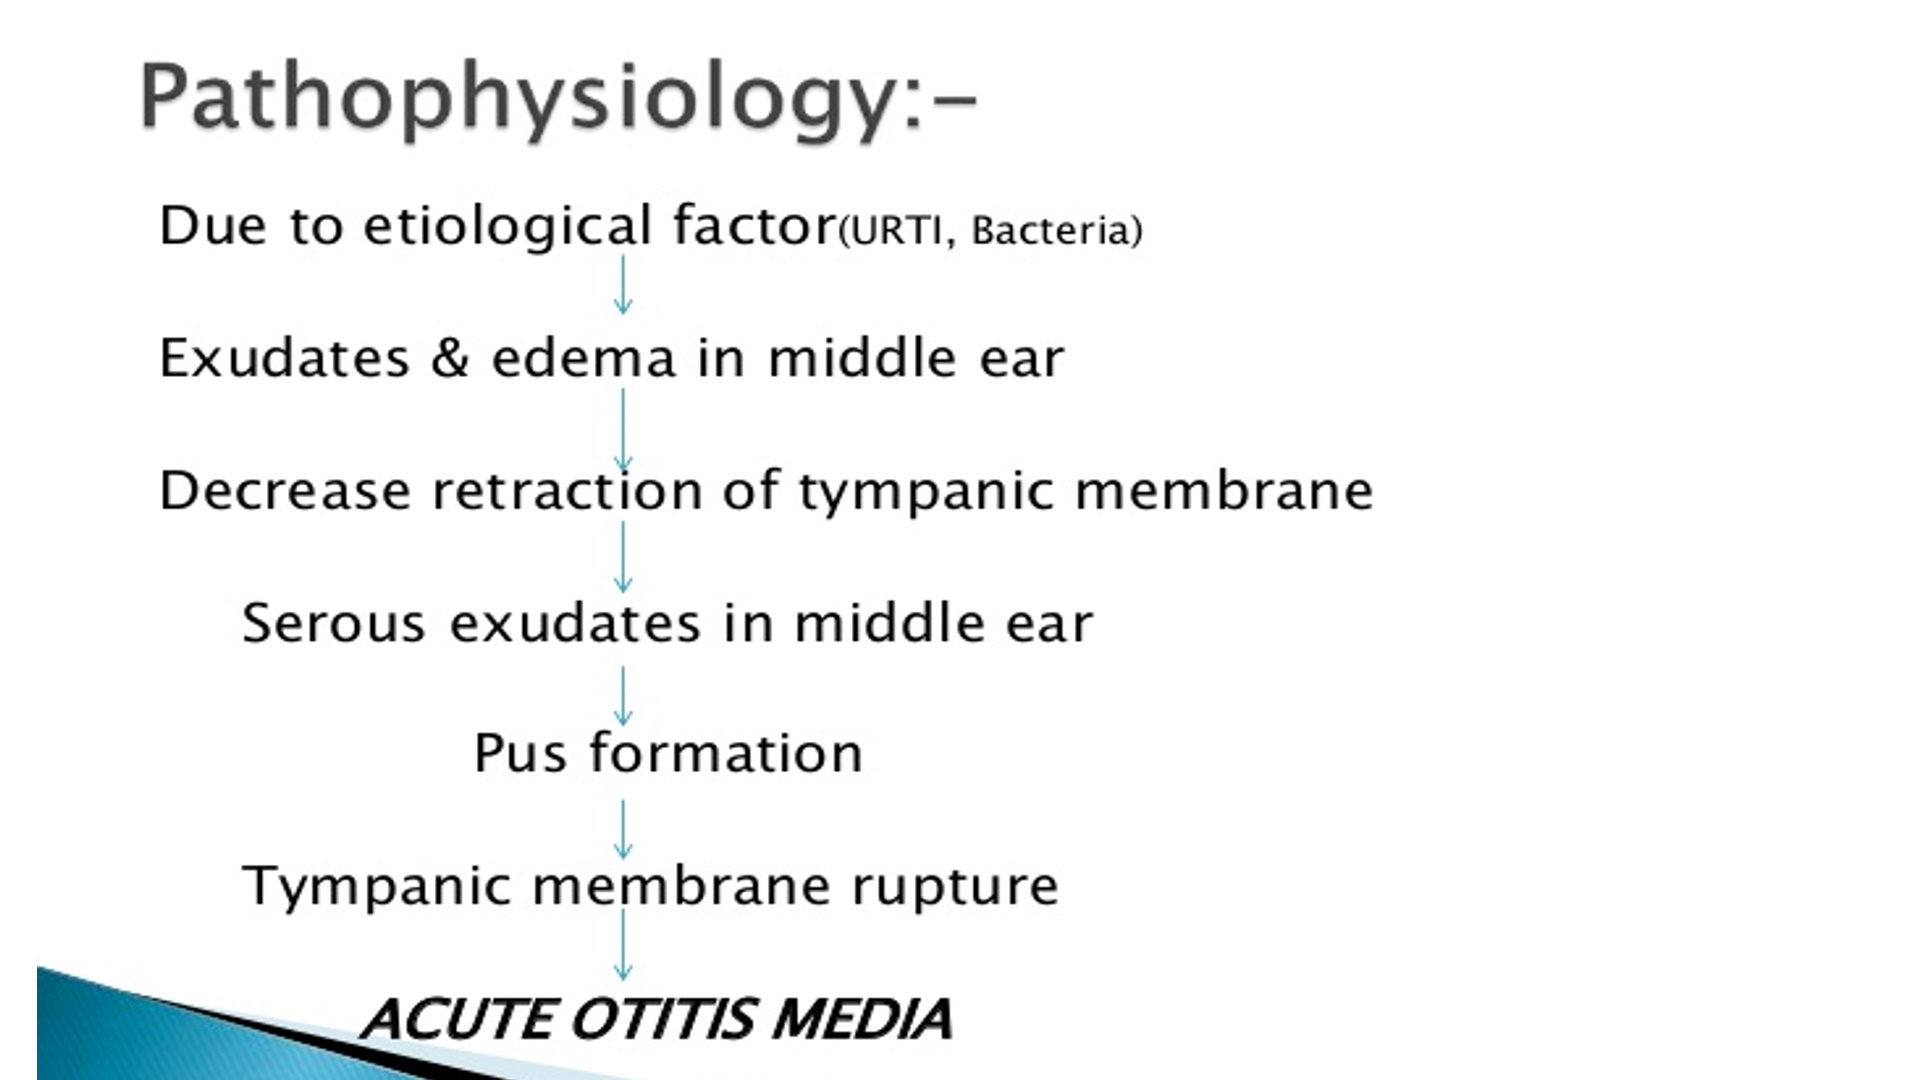 Pathophysiology:-
Due to etiological factor(URTI, Bacteria)
Exudates & edema in middle ear
Decrease retraction of tympanic membrane
Serous exudates in middle ear
Pus formation
Tympanic membrane rupture
ACUTE OTITIS MEDIA